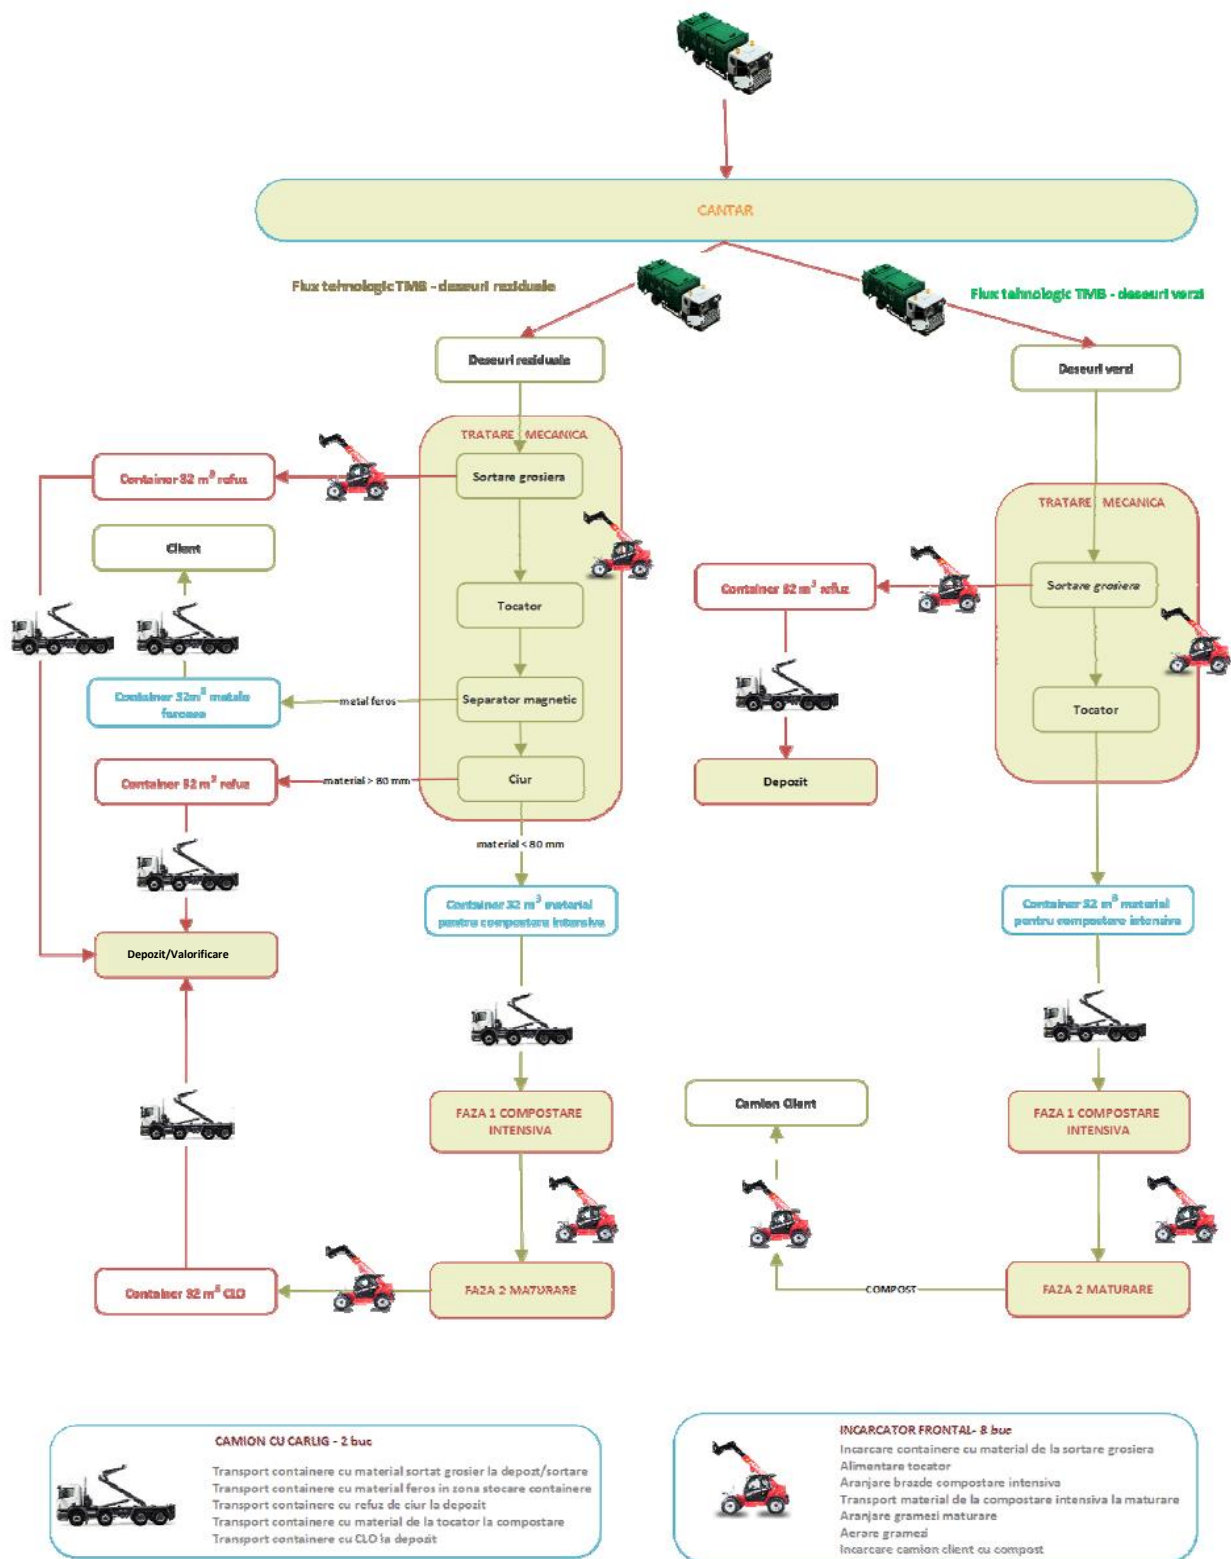 CANTAR
Flux tehnologic TMB - deseuri reziduale
Flux tehnologic TMB - deseuri verzi
Deseuri reziduale
Deseuri verzi
TRATARE MECANICA
Sortare grosiera
Container 32 m³ refuz
Client
Tocator
Container 32m³ metale
feroase
metal feros
Separator magnetic
Container 32 m³ refuz
material > 80 mm
Ciur
material < 80 mm
Container 32 m³ material
pentru compostare intensiva
Depozit/Valorificare
FAZA 1 COMPOSTARE
INTENSIVA
Container 32 m³ CLO
FAZA 2 MATURARE
TRATARE MECANICA
Container 32 m³ refuz
Sortare grosiera
Tocator
Depozit
Container 32 m³ material
pentru compostare intensiva
Camion Client
FAZA 1 COMPOSTARE
INTENSIVA
COMPOST
FAZA 2 MATURARE
CAMION CU CARLIG - 2 buc
Transport containere cu material sortat grosier la depozt/sortare
Transport containere cu material feros in zona stocare containere
Transport containere cu refuz de ciur la depozit
Transport containere cu material de la tocator la compostare
Transport containere cu CLO la depozit
INCARCATOR FRONTAL- 8 buc
Incarcare containere cu material de la sortare grosiera
Alimentare tocator
Aranjare brazde compostare intensiva
Transport material de la compostare intensiva la maturare
Aranjare gramezi maturare
Aerare gramezi
Incarcare camion client cu compost